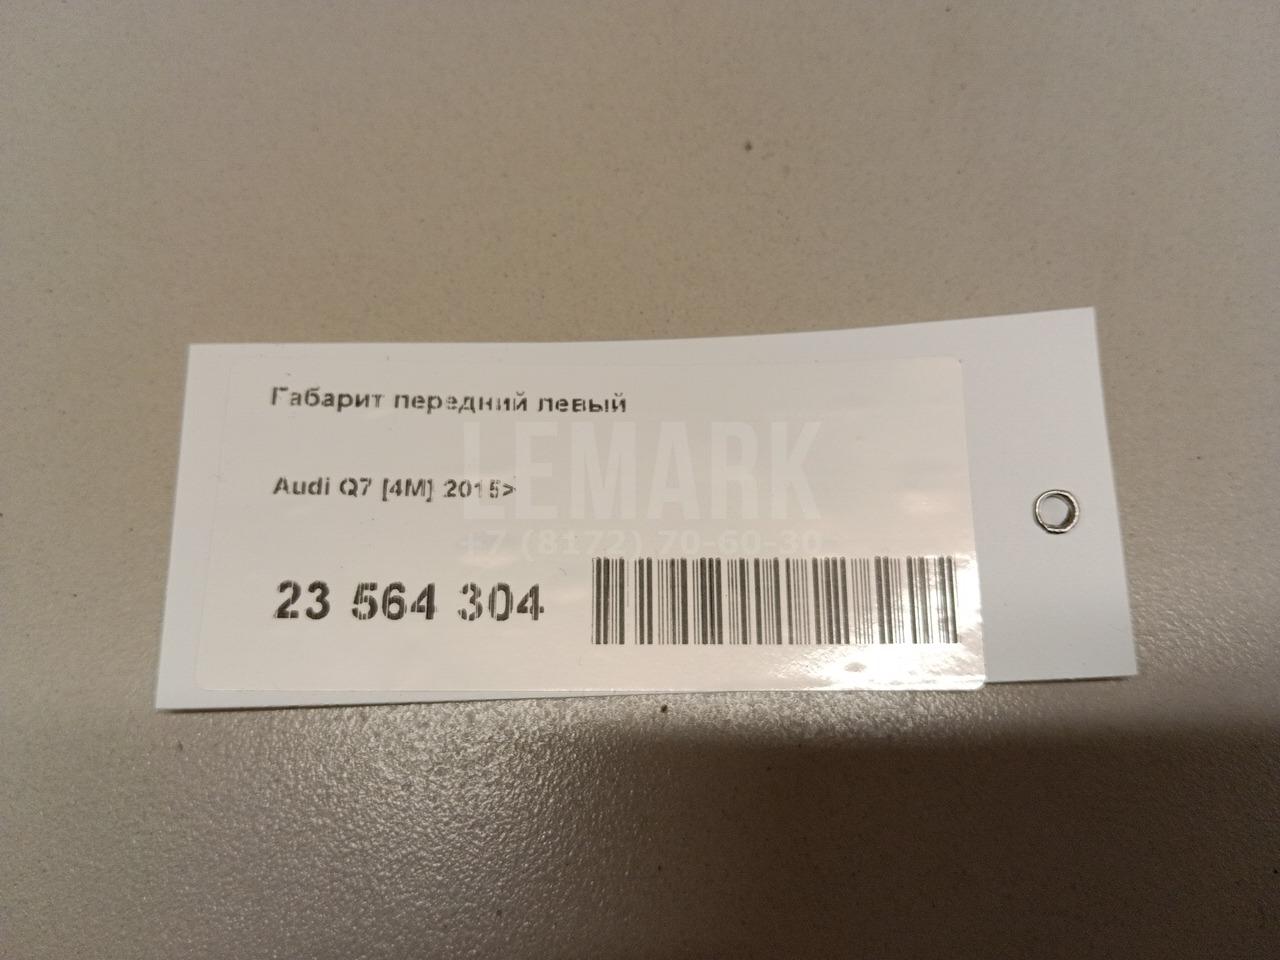 Габарит передний левый
Audi Q7 [4M] 2015>
LEMARK
+7 (8172) 70-60-30
23 564 304